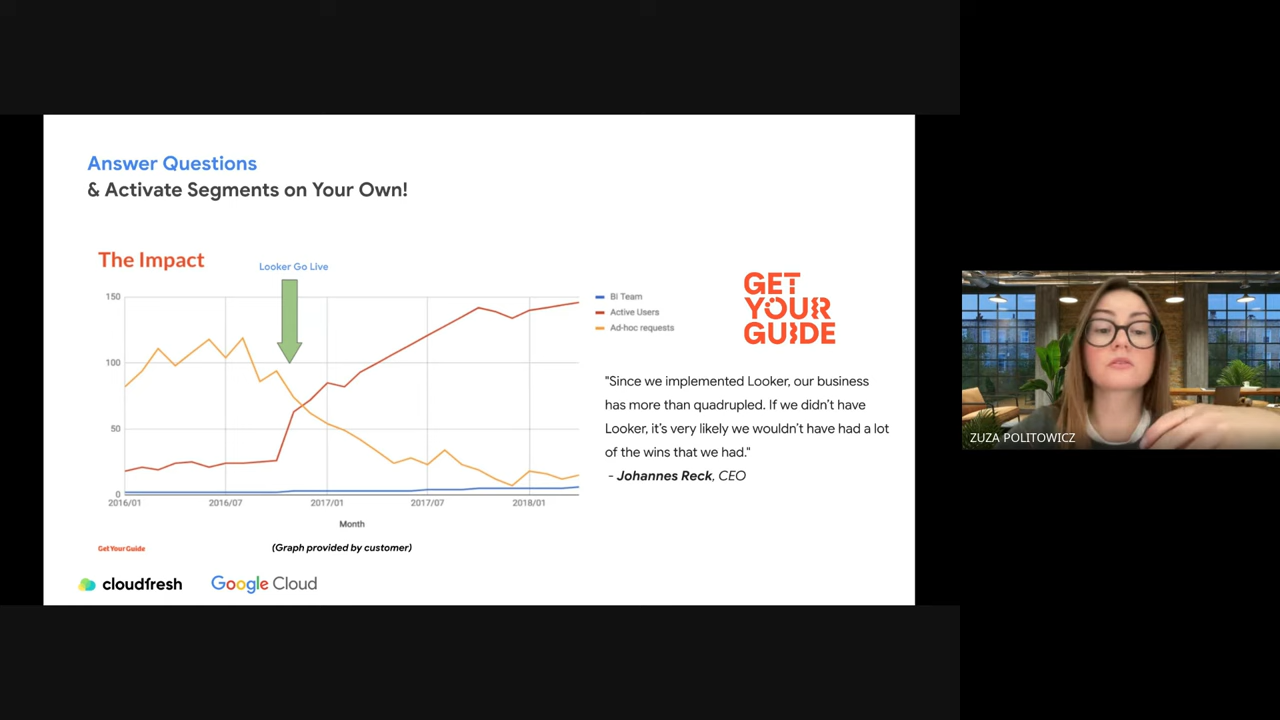 Answer Questions
& Activate Segments on Your Own!
The Impact
Looker Go Live
150
100
50
0
2016/01
2016/07
2017/01
2017/07
2018/01
Month
BI Team
Active Users
Ad-hoc requests
GET
YOUR
GUIDE
"Since we implemented Looker, our business
has more than quadrupled. If we didn't have
Looker, it's very likely we wouldn't have had a lot
of the wins that we had."
- Johannes Reck, CEO
GetYourGuide
(Graph provided by customer)
cloudfresh
Google Cloud
ZUZA POLITOWICZ